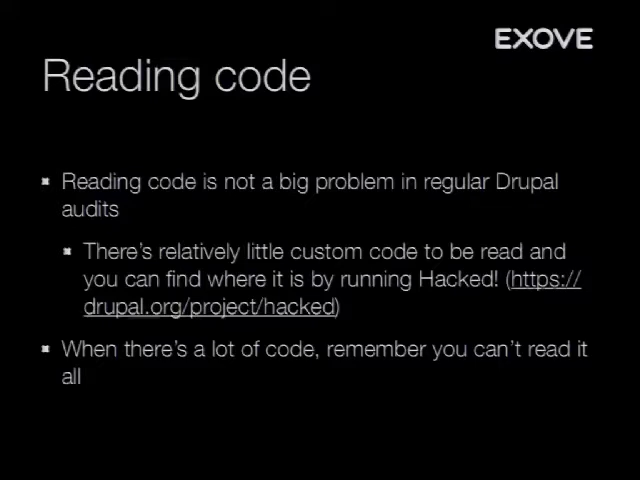 EXOVE
Reading code
Reading code is not a big problem in regular Drupal
audits
There's relatively little custom code to be read and
you can find where it is by running Hacked! (https://
drupal.org/project/hacked)
When there's a lot of code, remember you can't read it
all